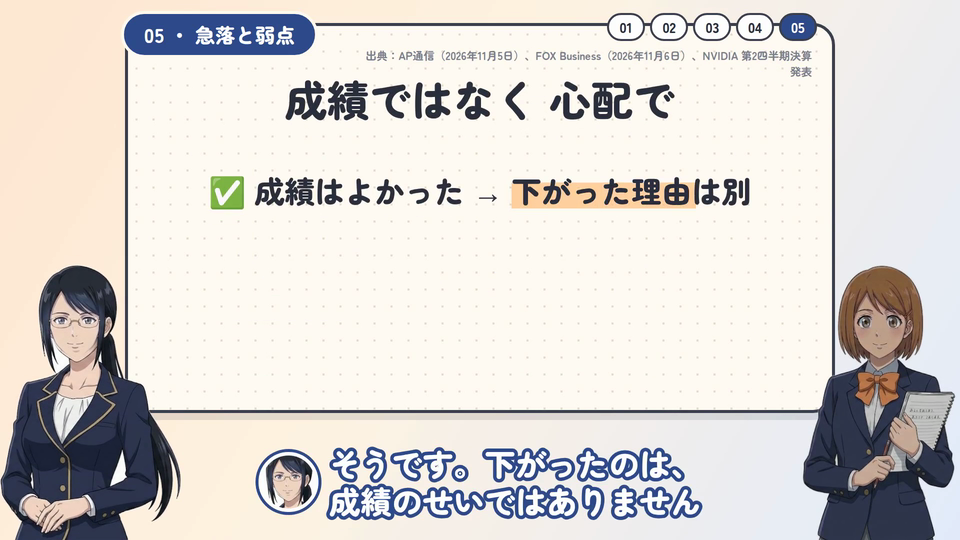 05 ・ 急落と弱点
01 02 03 04 05
出典：AP通信（2026年11月5日）、FOX Business（2026年11月6日）、NVIDIA 第2四半期決算
発表
成績ではなく 心配で
✅ 成績はよかった → 下がった理由は別
そうです。下がったのは、
成績のせいではありません